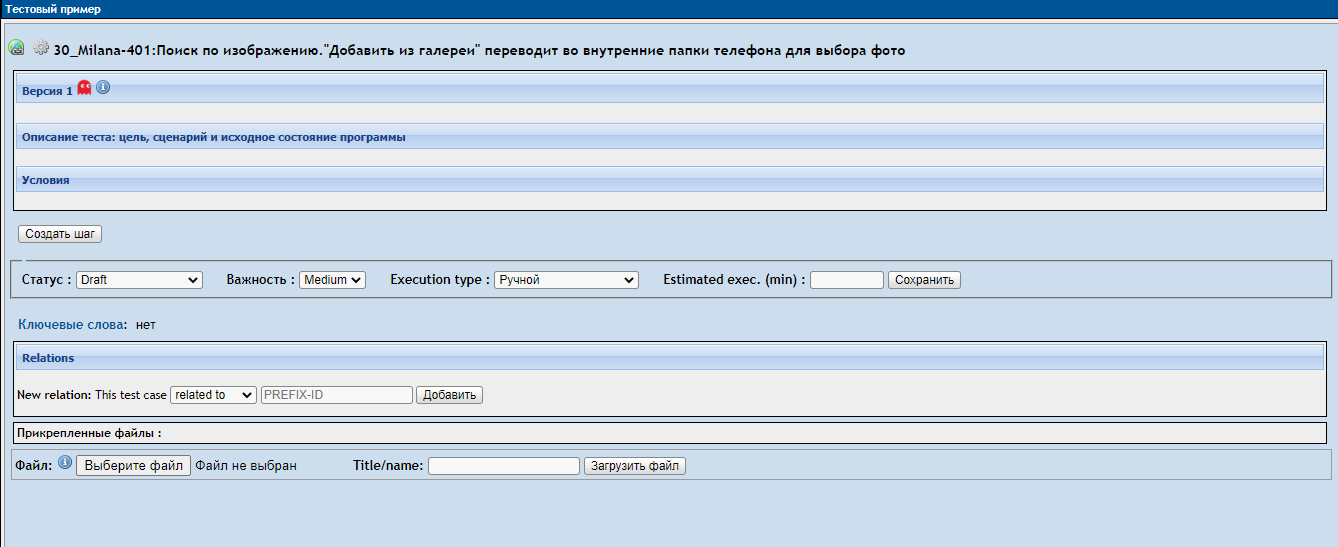 Тестовый пример
30_Milana-401:Поиск по изображению."Добавить из галереи" переводит во внутренние папки телефона для выбора фото
Версия 1
Описание теста: цель, сценарий и исходное состояние программы
Условия
Создать шаг
Статус : Draft Важность : Medium Execution type : Ручной Estimated exec. (min) : Сохранить
Ключевые слова: нет
Relations
New relation: This test case related to PREFIX-ID Добавить
Прикрепленные файлы :
Файл: Выберите файл Файл не выбран Title/name: Загрузить файл